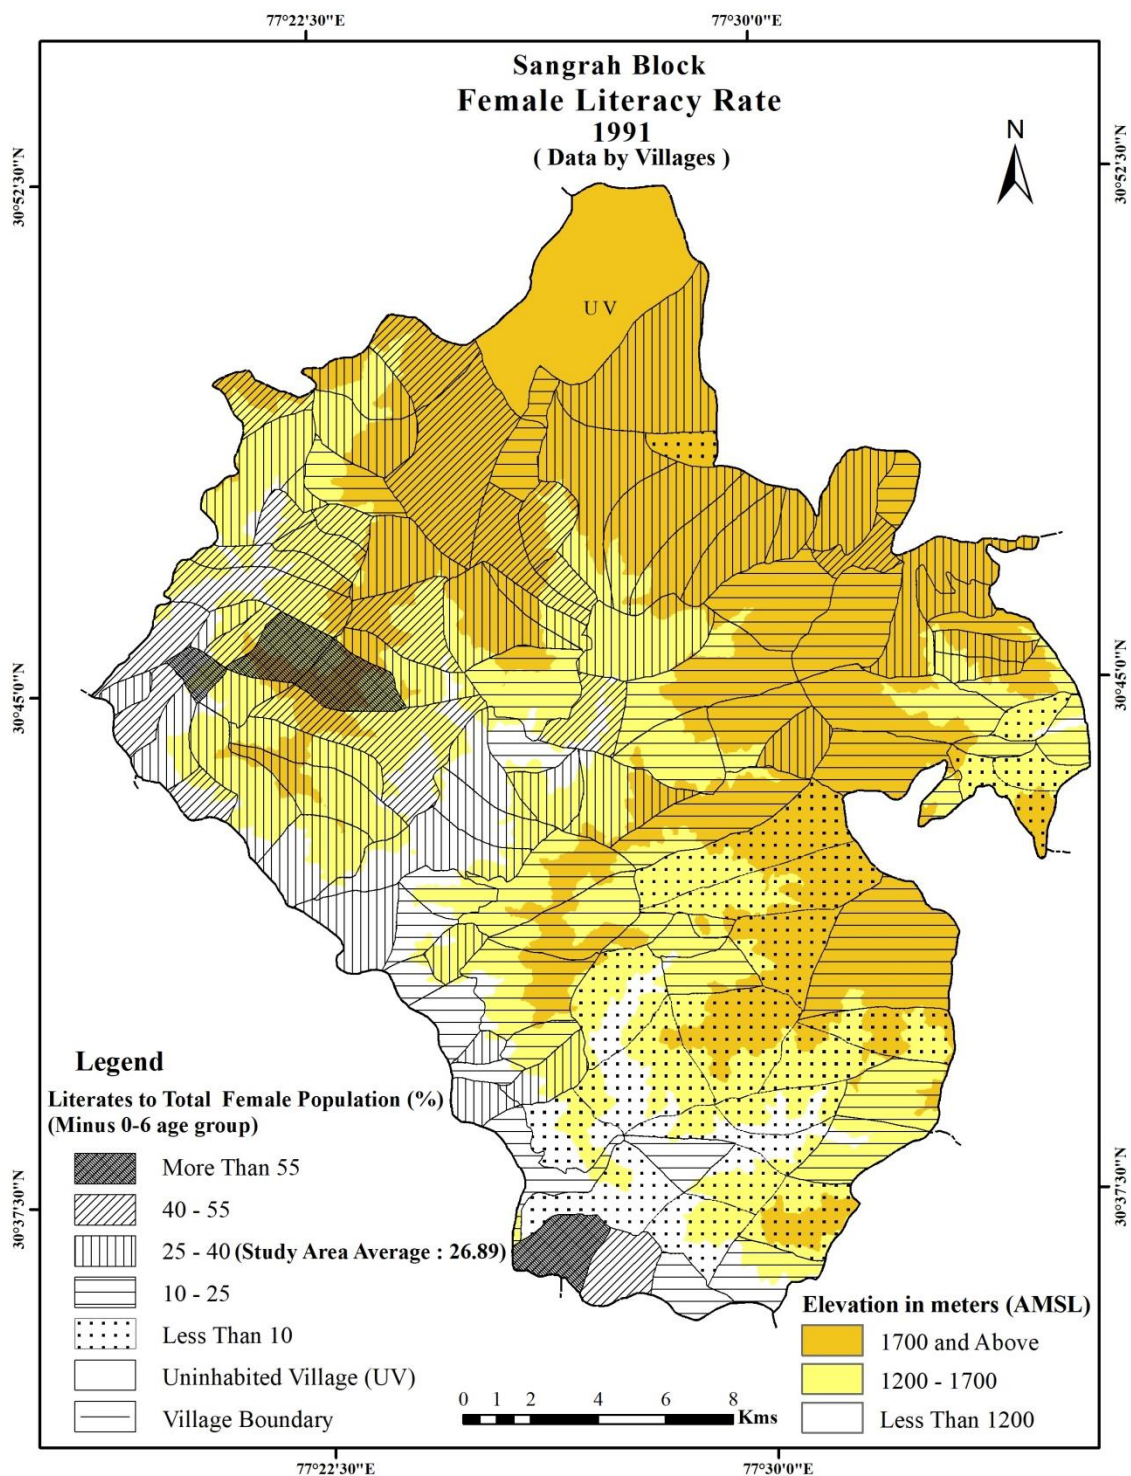 77°22'30"E
77°30'0"E
Sangrah Block
Female Literacy Rate
1991
( Data by Villages )
N
30°52'30"N
30°52'30"N
U V
30°45'0"N
30°45'0"N
Legend
Literates to Total Female Population (%)
(Minus 0-6 age group)
More Than 55
40 - 55
25 - 40 (Study Area Average : 26.89)
10 - 25
Less Than 10
Uninhabited Village (UV)
Village Boundary
30°37'30"N
30°37'30"N
Elevation in meters (AMSL)
1700 and Above
1200 - 1700
Less Than 1200
0 1 2 4 6 8
Kms
77°22'30"E
77°30'0"E